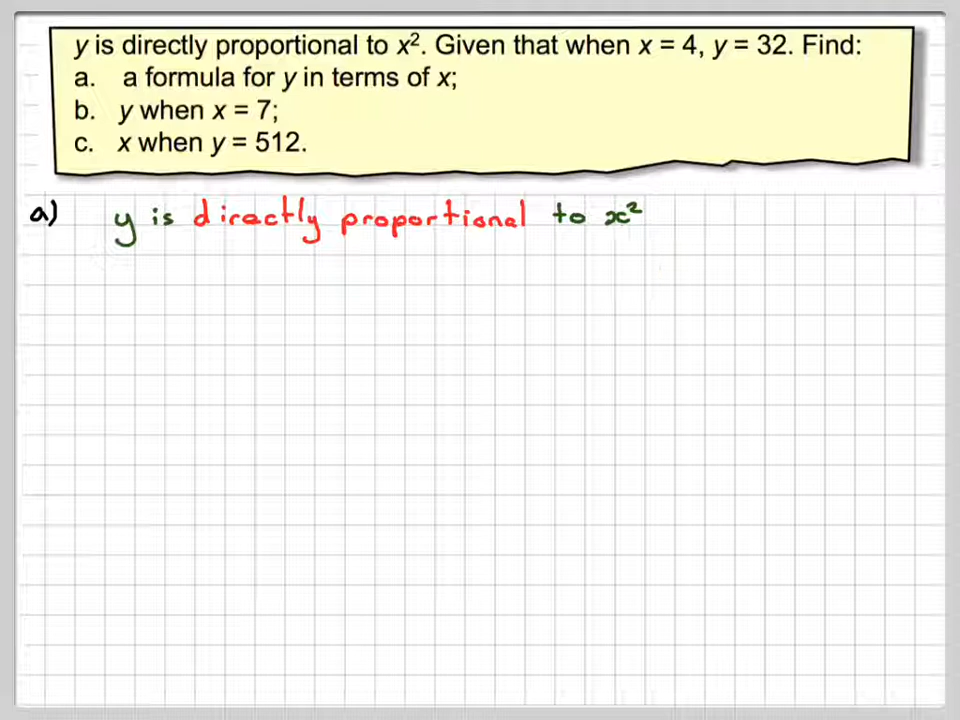 y is directly proportional to x². Given that when x = 4, y = 32. Find:
a. a formula for y in terms of x;
b. y when x = 7;
c. x when y = 512.
a) y is directly proportional to x²